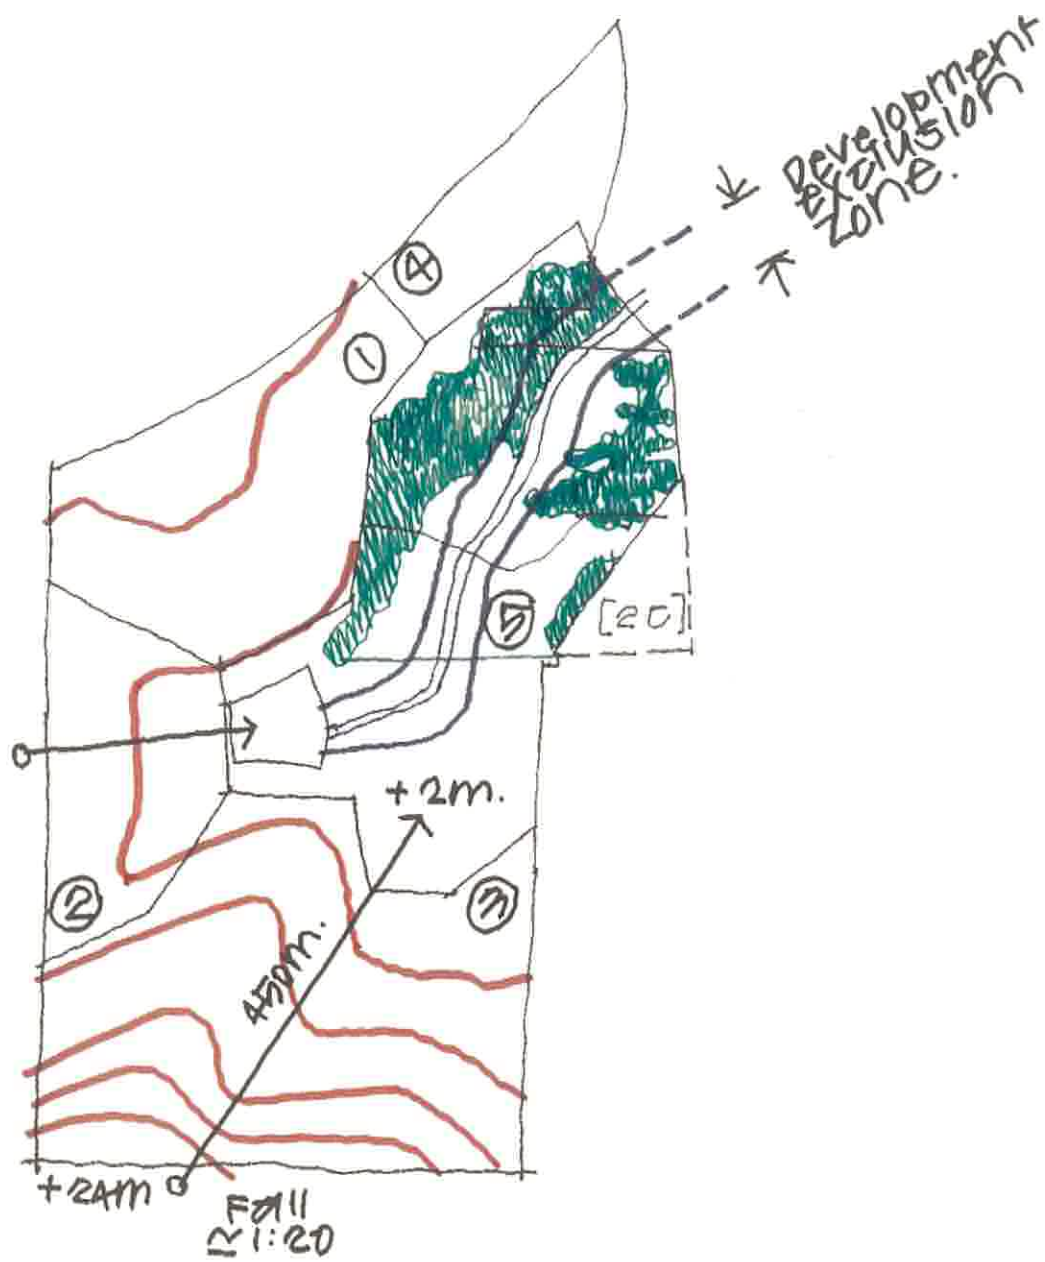 Development
exclusion
zone.
4
1
5
[20]
+2m.
2
3
450m.
+24m
Fall
≃1:20